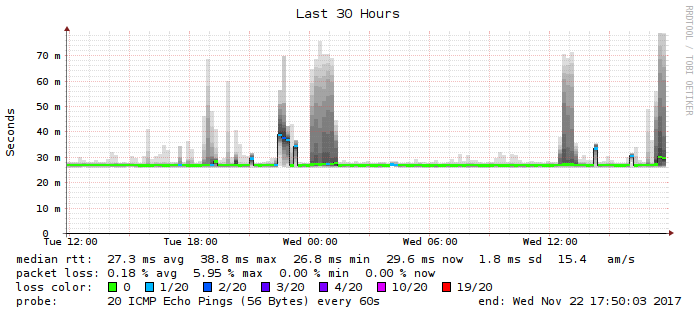 Last 30 Hours
RRDTOOL / TOBI OETIKER
Seconds
70 m
60 m
50 m
40 m
30 m
20 m
10 m
0
Tue 12:00 Tue 18:00 Wed 00:00 Wed 06:00 Wed 12:00
median rtt: 27.3 ms avg 38.8 ms max 26.8 ms min 29.6 ms now 1.8 ms sd 15.4 am/s
packet loss: 0.18 % avg 5.95 % max 0.00 % min 0.00 % now
loss color: 0 1/20 2/20 3/20 4/20 10/20 19/20
probe: 20 ICMP Echo Pings (56 Bytes) every 60s end: Wed Nov 22 17:50:03 2017